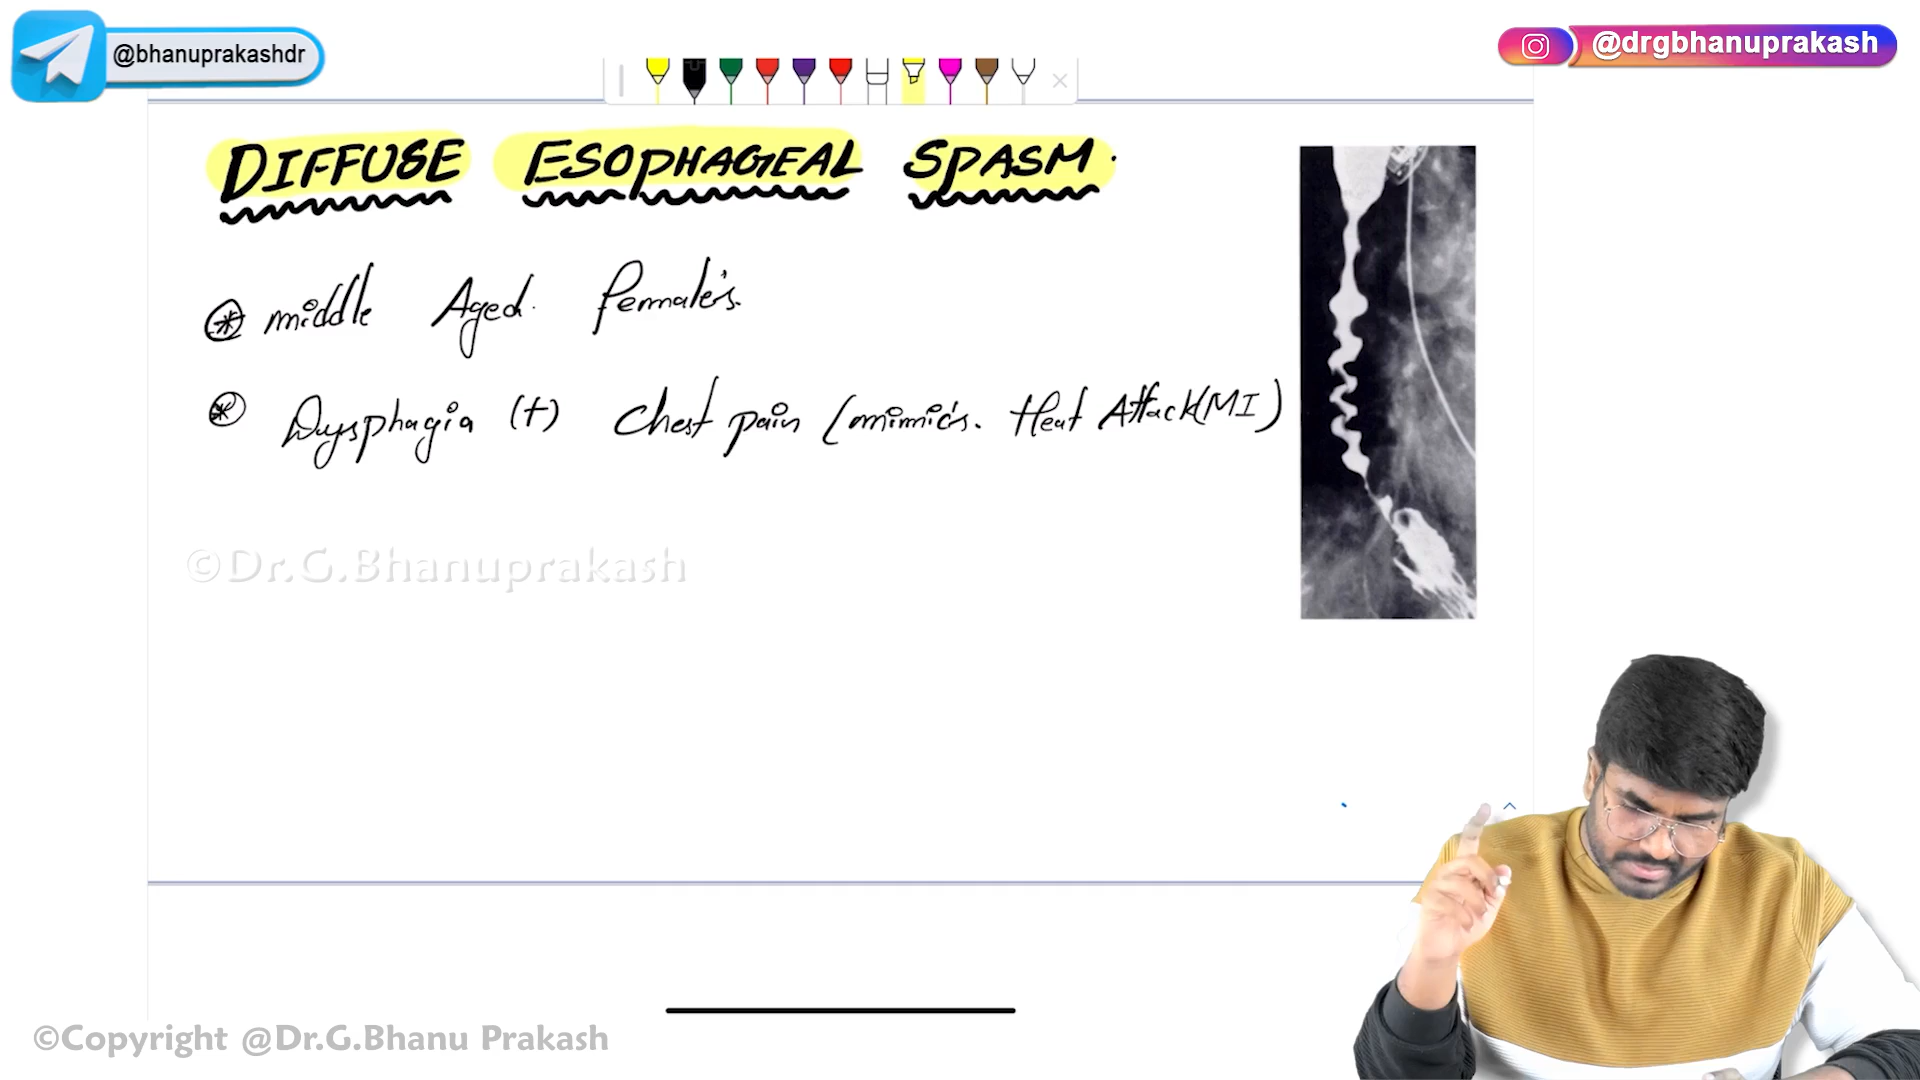 @bhanuprakashdr
@drgbhanuprakash
DIFFUSE ESOPHAGEAL SPASM.
middle Aged. females.
Dysphagia (+) Chest pain (mimics. Heat Attack(MI)
©Dr.G.Bhanuprakash
©Copyright @Dr.G.Bhanu Prakash